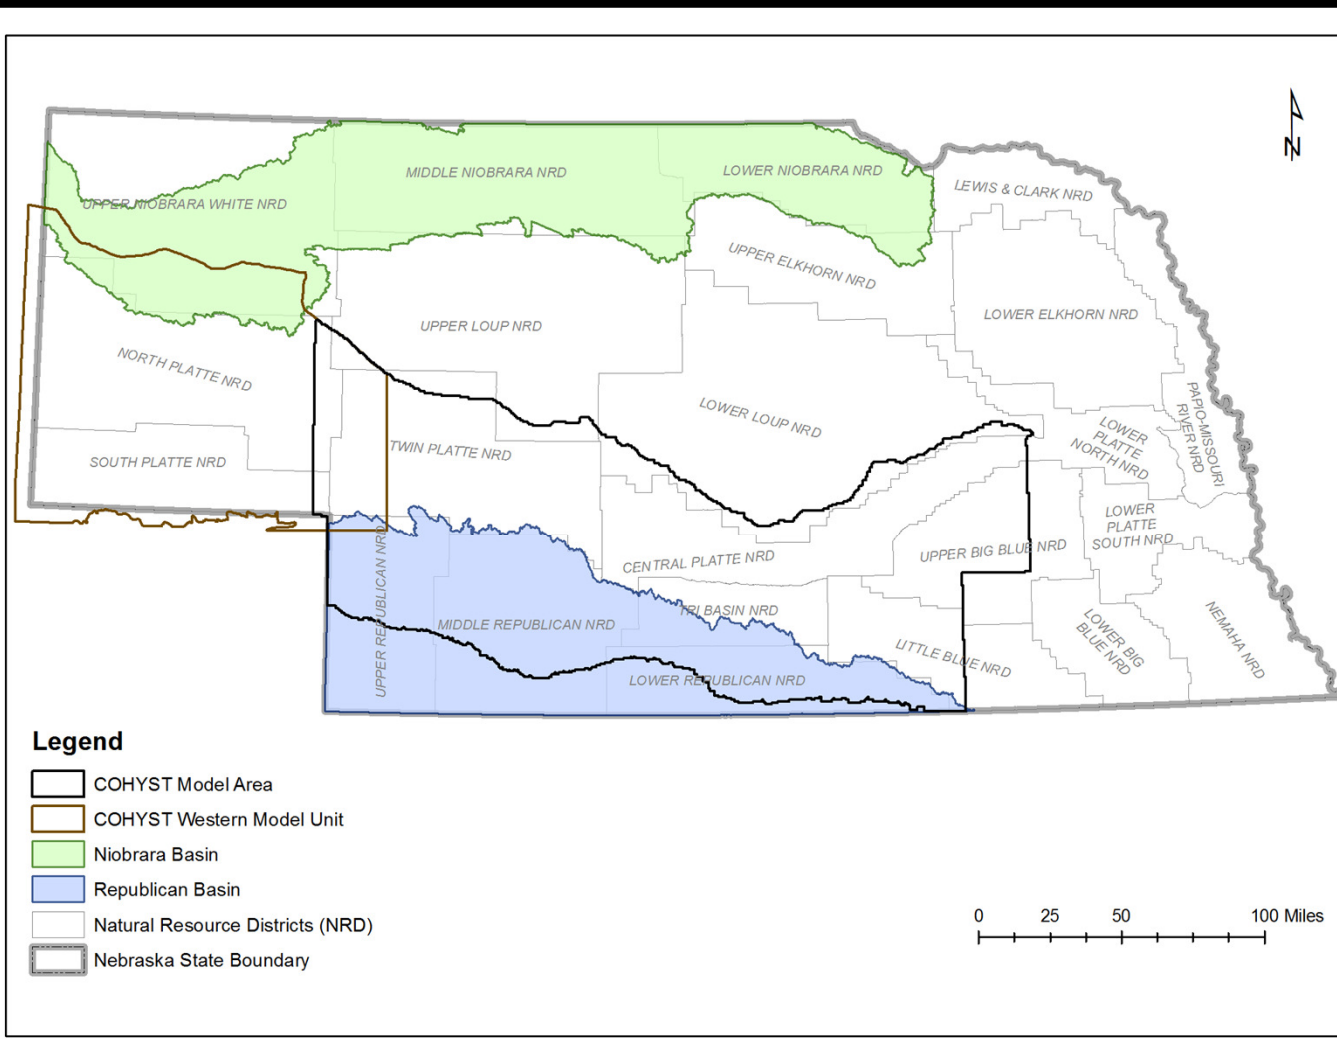 N
MIDDLE NIOBRARA NRD
LOWER NIOBRARA NRD
LEWIS & CLARK NRD
UPPER NIOBRARA WHITE NRD
UPPER ELKHORN NRD
LOWER ELKHORN NRD
UPPER LOUP NRD
NORTH PLATTE NRD
LOWER LOUP NRD
PAPIO-MISSOURI
RIVER NRD
LOWER
PLATTE
NORTH NRD
TWIN PLATTE NRD
SOUTH PLATTE NRD
LOWER
PLATTE
SOUTH NRD
CENTRAL PLATTE NRD
UPPER BIG BLUE NRD
UPPER REPUBLICAN NRD
MIDDLE REPUBLICAN NRD
TRI BASIN NRD
LITTLE BLUE NRD
LOWER BIG
BLUE NRD
NEMAHA NRD
LOWER REPUBLICAN NRD
Legend
COHYST Model Area
COHYST Western Model Unit
Niobrara Basin
Republican Basin
Natural Resource Districts (NRD)
Nebraska State Boundary
0 25 50 100 Miles